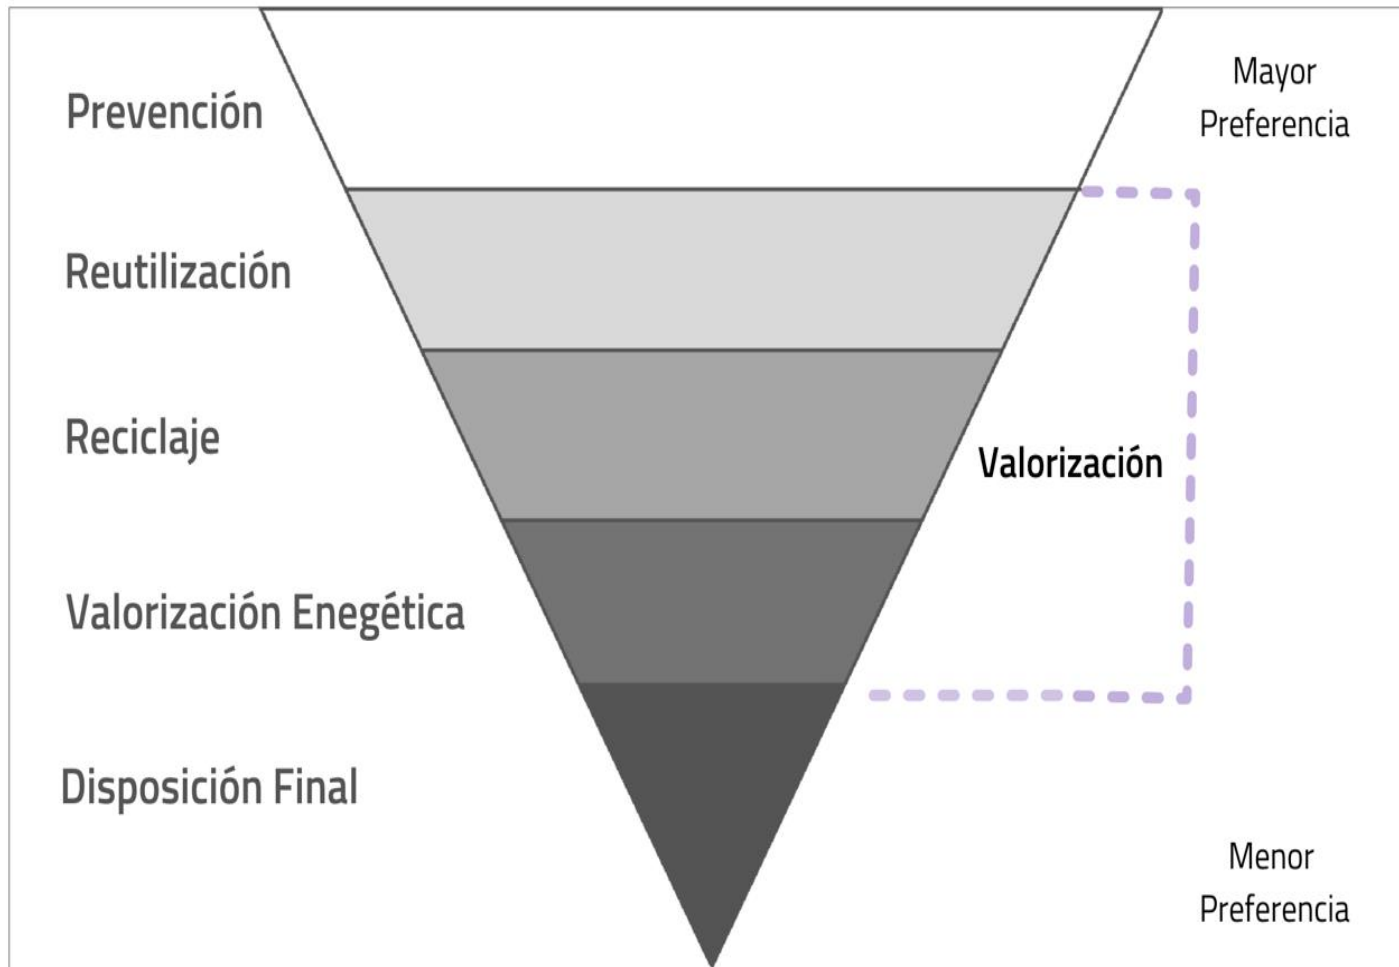 Prevención
Mayor
Preferencia
Reutilización
Reciclaje
Valorización
Valorización Enegética
Disposición Final
Menor
Preferencia